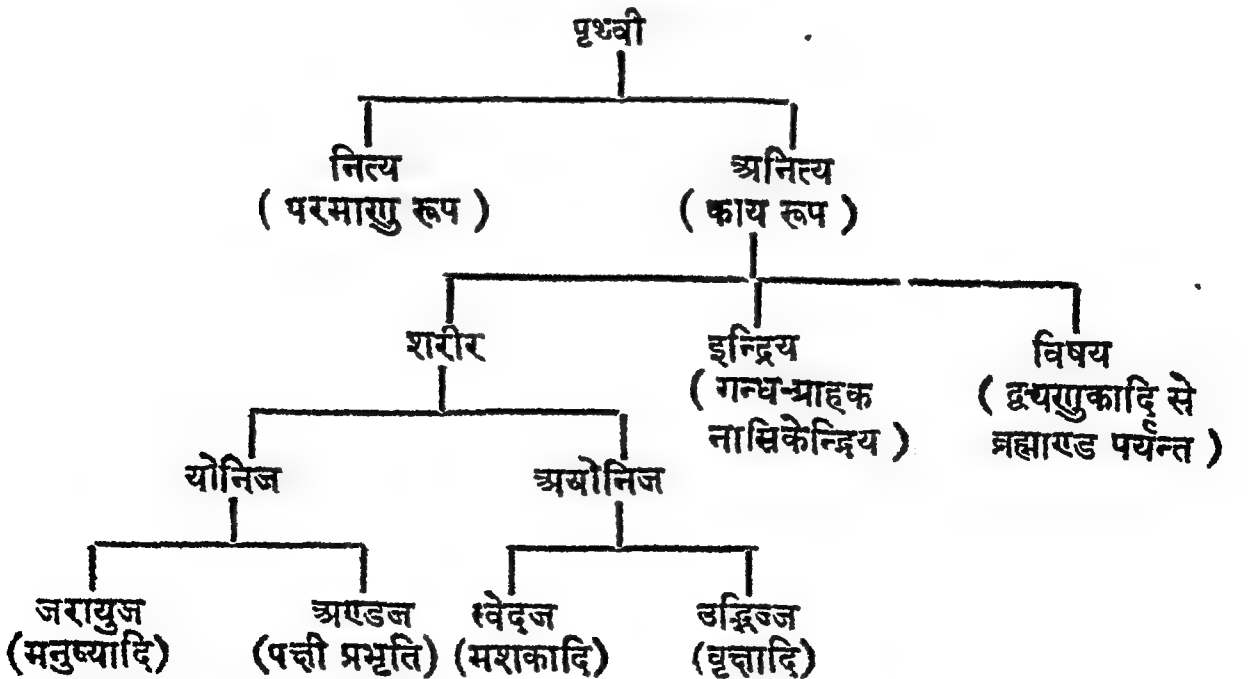 पृथ्वी
नित्य अनित्य
( परमाणु रूप ) ( काय रूप )
शरीर इन्द्रिय विषय
( गन्ध-ग्राहक ( द्वयणुकादि से
नासिकेन्द्रिय ) ब्रह्माण्ड पर्यन्त )
योनिज अयोनिज
जरायुज अण्डज स्वेदज उद्भिज्ज
(मनुष्यादि) (पक्षी प्रभृति) (मशकादि) (वृक्षादि)